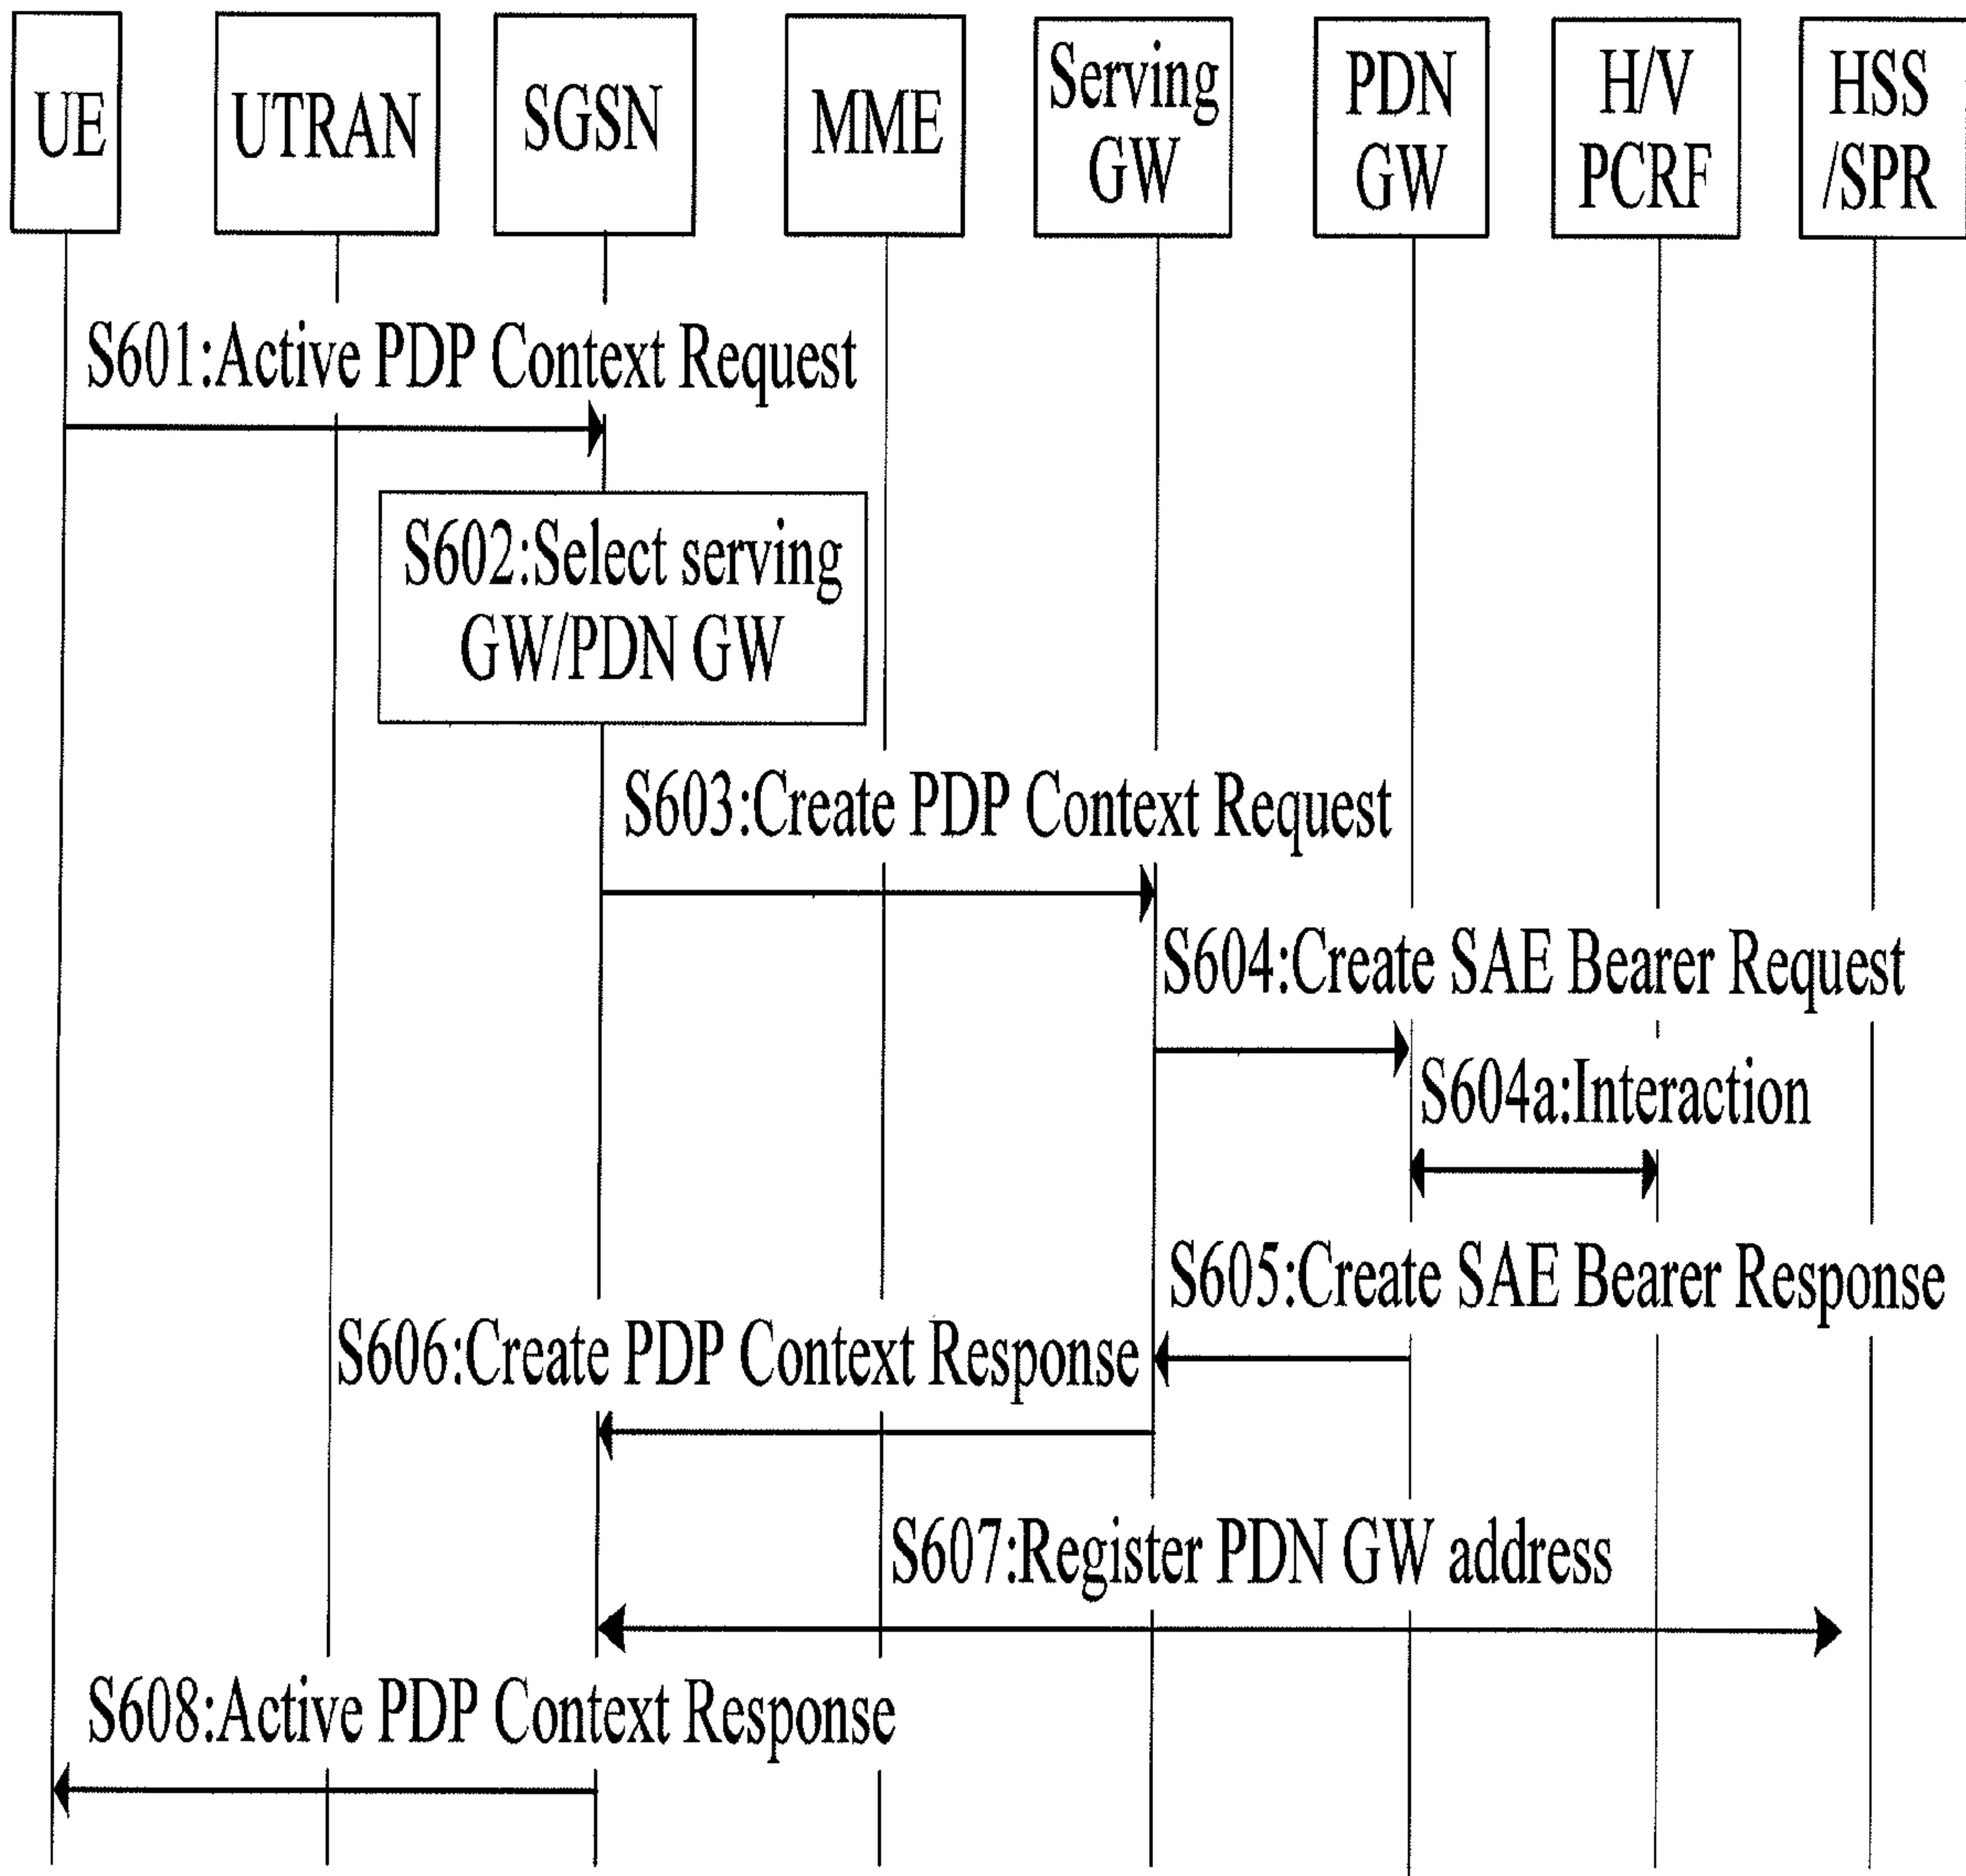 UE
UTRAN
SGSN
MME
Serving
GW
PDN
GW
H/V
PCRF
HSS
/SPR
S601:Active PDP Context Request
S602:Select serving
GW/PDN GW
S603:Create PDP Context Request
S604:Create SAE Bearer Request
S604a:Interaction
S605:Create SAE Bearer Response
S606:Create PDP Context Response
S607:Register PDN GW address
S608:Active PDP Context Response